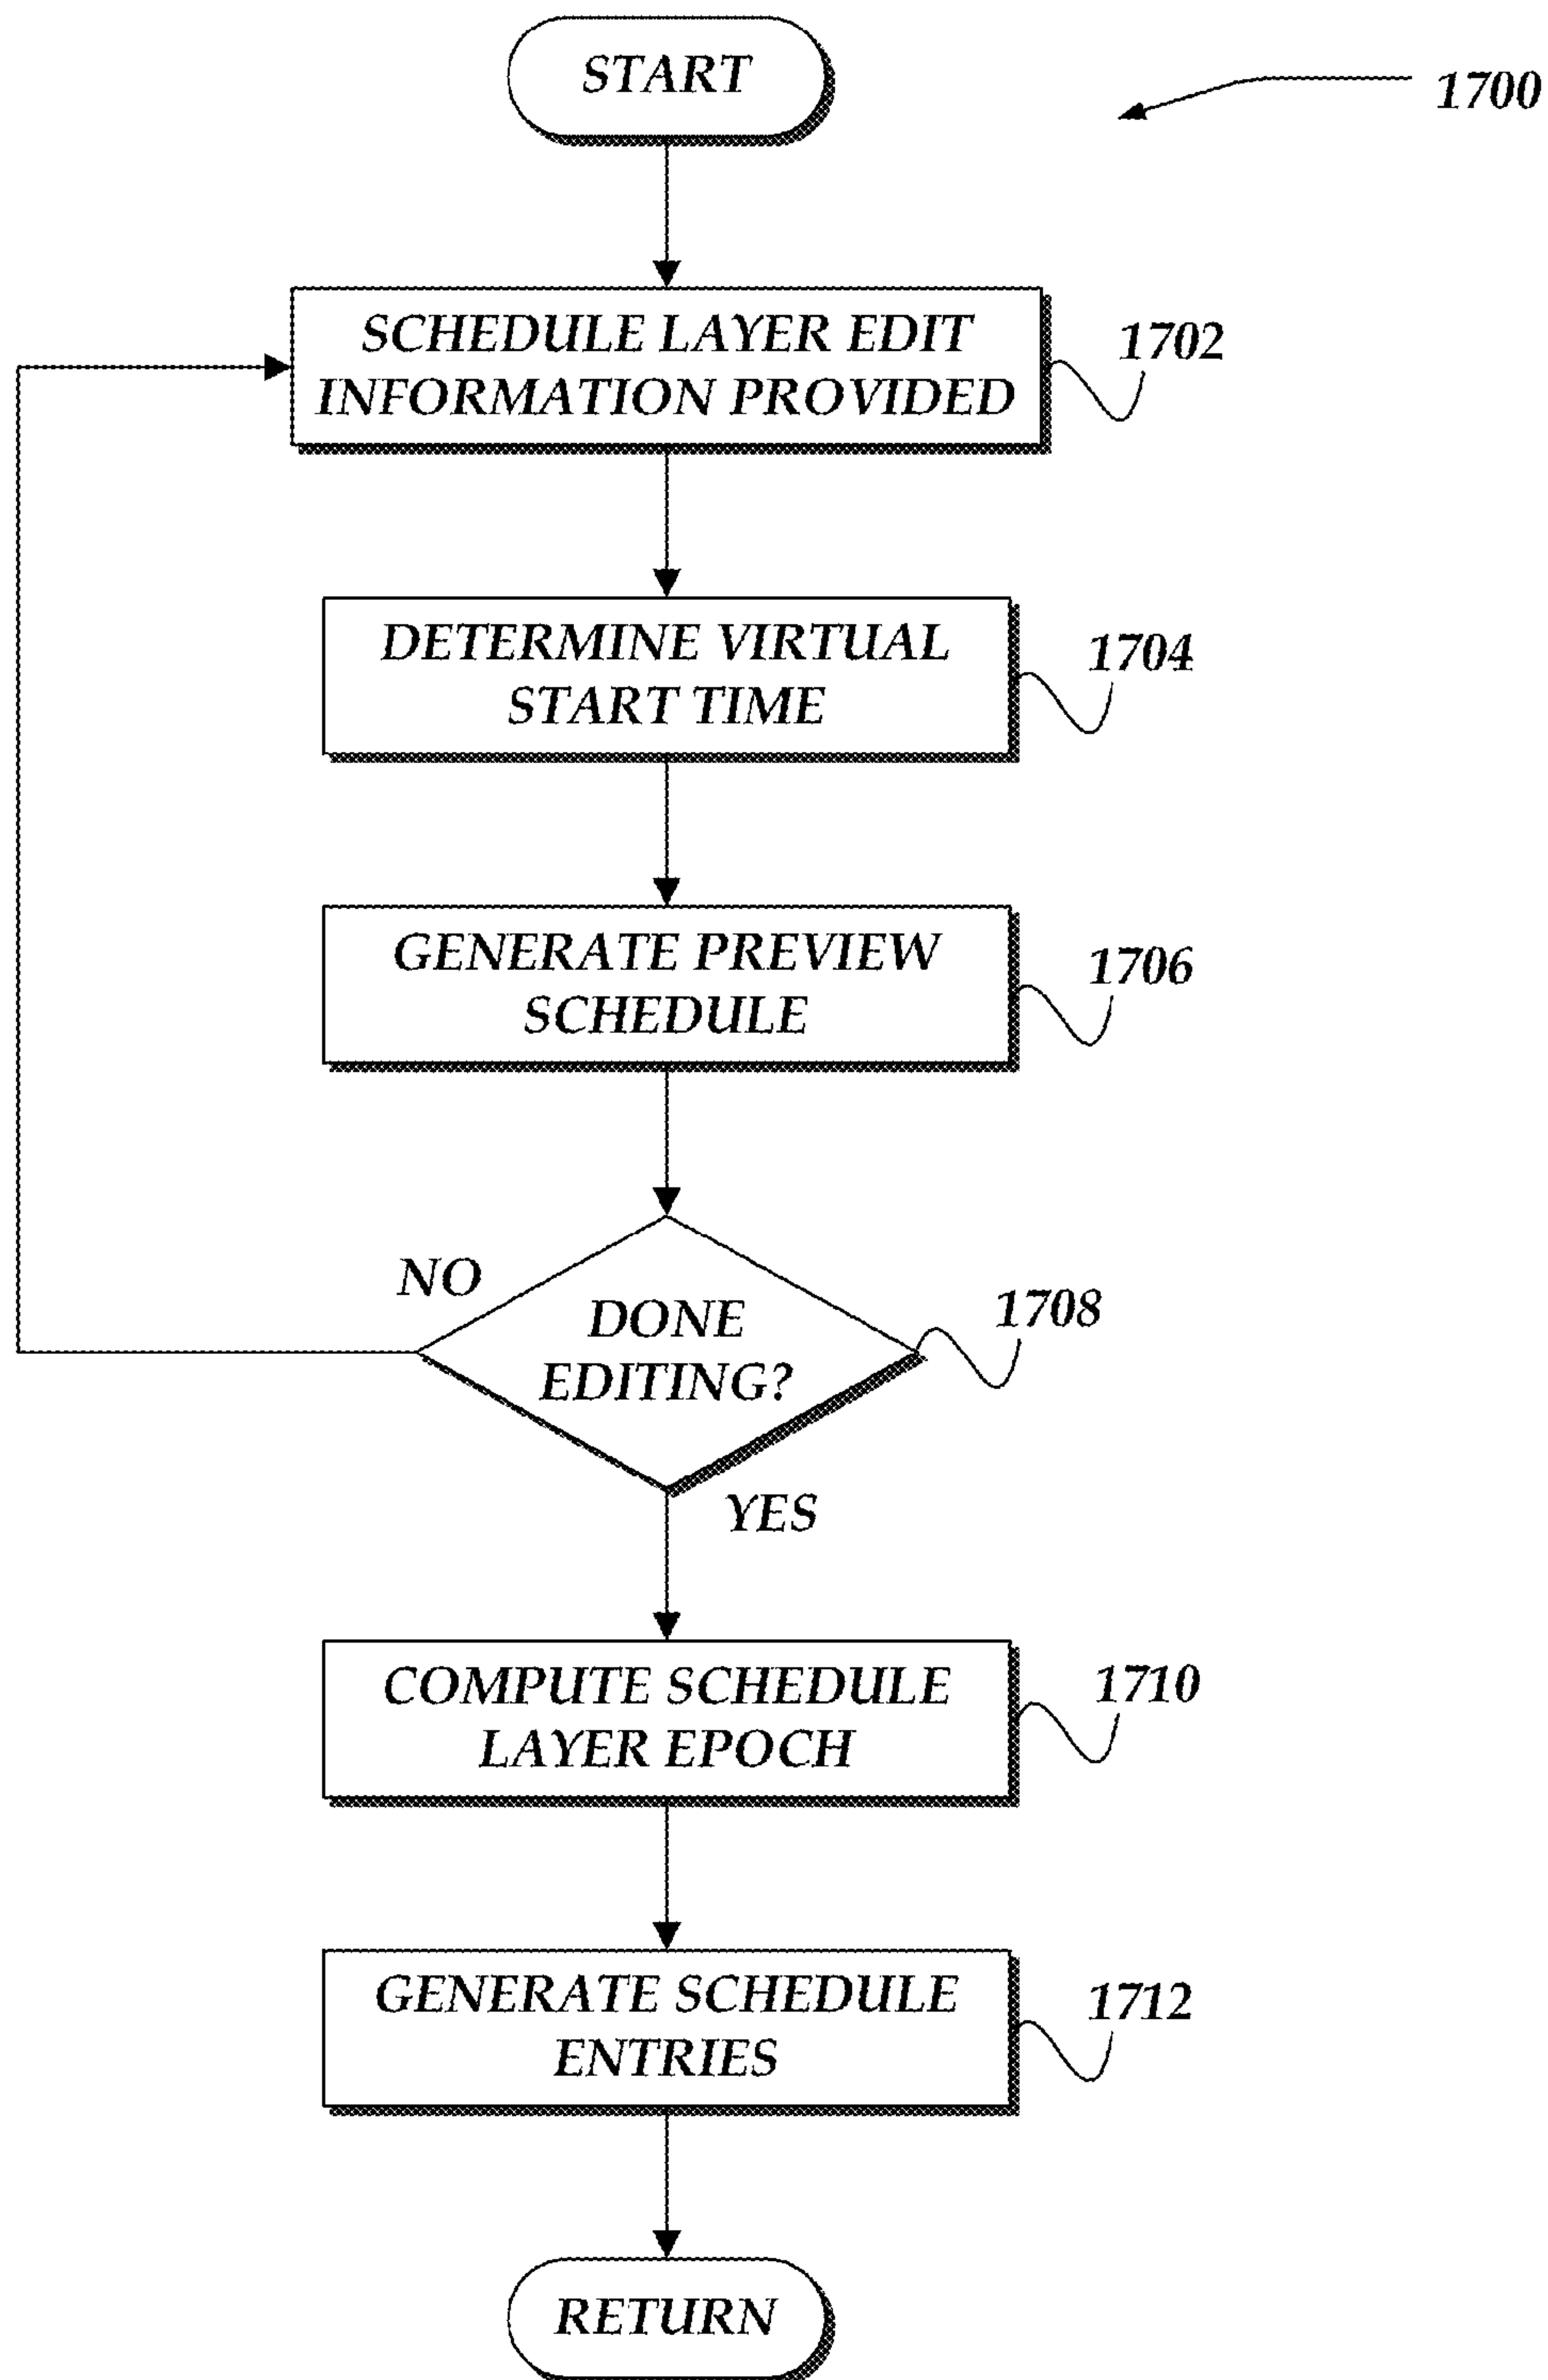 START
1700
SCHEDULE LAYER EDIT
INFORMATION PROVIDED
1702
DETERMINE VIRTUAL
START TIME
1704
GENERATE PREVIEW
SCHEDULE
1706
NO
DONE
EDITING?
1708
YES
COMPUTE SCHEDULE
LAYER EPOCH
1710
GENERATE SCHEDULE
ENTRIES
1712
RETURN